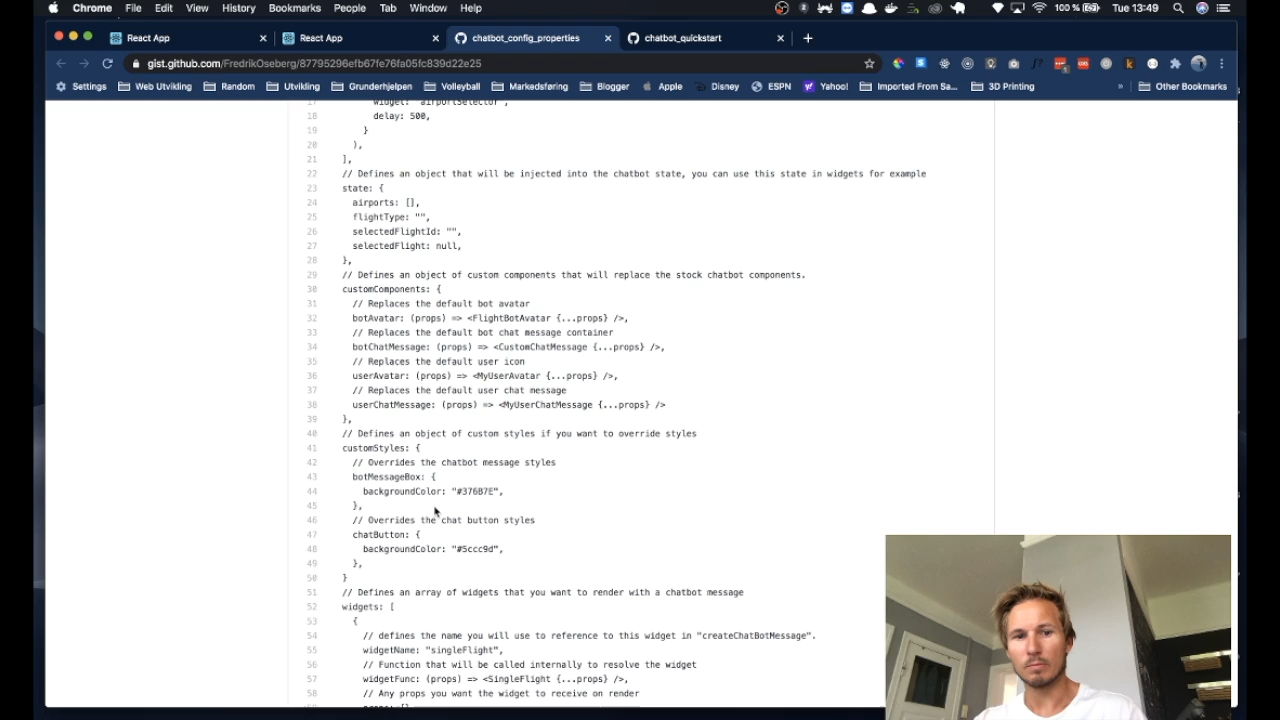 Chrome File Edit View History Bookmarks People Tab Window Help 100 % Tue 13:49
React App React App chatbot_config_properties chatbot_quickstart
gist.github.com/FredrikOseberg/87795296efb67fe76fa05fc839d22e25
Settings Web Utvikling Random Utvikling Grunderhjelpen Volleyball Markedsføring Blogger Apple Disney ESPN Yahoo! Imported From Sa... 3D Printing » Other Bookmarks
17 widget: "airportSelector",
18 delay: 500,
19 }
20 ),
21 ],
22 // Defines an object that will be injected into the chatbot state, you can use this state in widgets for example
23 state: {
24 airports: [],
25 flightType: "",
26 selectedFlightId: "",
27 selectedFlight: null,
28 },
29 // Defines an object of custom components that will replace the stock chatbot components.
30 customComponents: {
31 // Replaces the default bot avatar
32 botAvatar: (props) => <FlightBotAvatar {...props} />,
33 // Replaces the default bot chat message container
34 botChatMessage: (props) => <CustomChatMessage {...props} />,
35 // Replaces the default user icon
36 userAvatar: (props) => <MyUserAvatar {...props} />,
37 // Replaces the default user chat message
38 userChatMessage: (props) => <MyUserChatMessage {...props} />
39 },
40 // Defines an object of custom styles if you want to override styles
41 customStyles: {
42 // Overrides the chatbot message styles
43 botMessageBox: {
44 backgroundColor: "#376B7E",
45 },
46 // Overrides the chat button styles
47 chatButton: {
48 backgroundColor: "#5ccc9d",
49 },
50 }
51 // Defines an array of widgets that you want to render with a chatbot message
52 widgets: [
53 {
54 // defines the name you will use to reference to this widget in "createChatBotMessage".
55 widgetName: "singleFlight",
56 // Function that will be called internally to resolve the widget
57 widgetFunc: (props) => <SingleFlight {...props} />,
58 // Any props you want the widget to receive on render